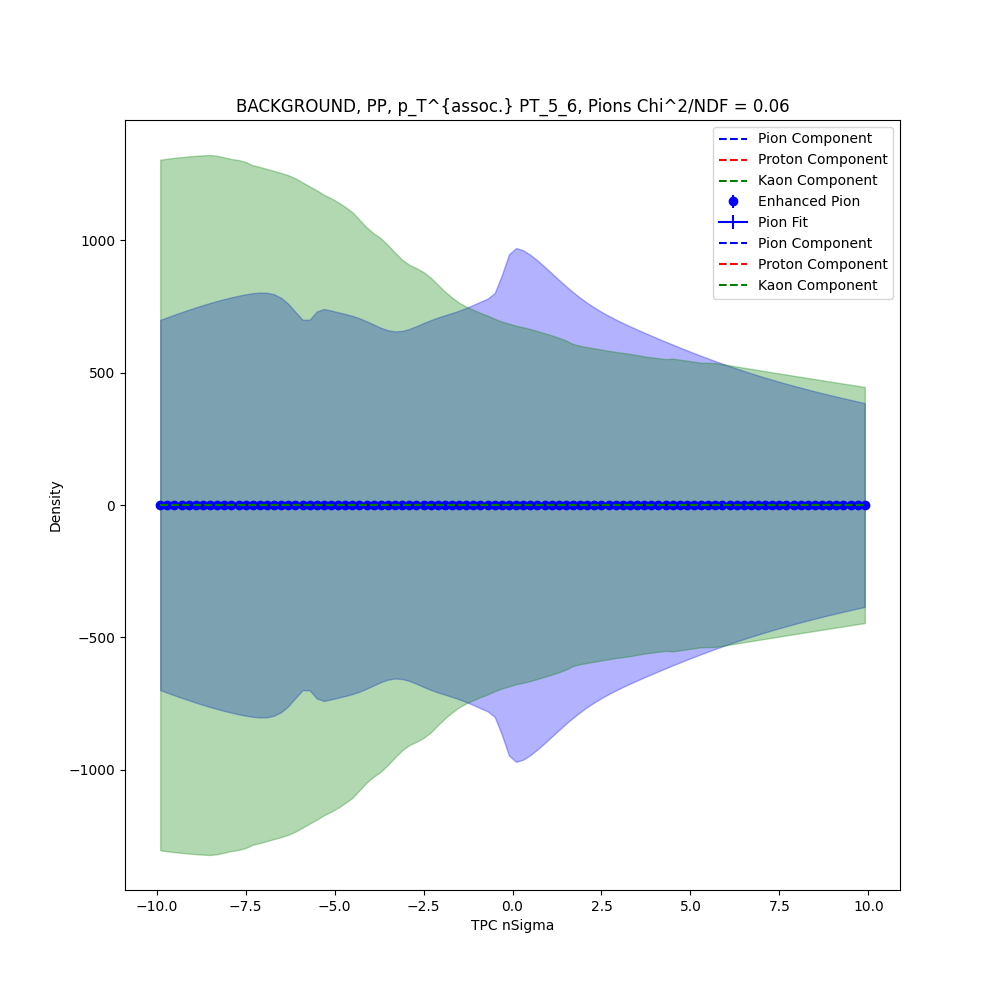 BACKGROUND, PP, p_T^{assoc.} PT_5_6, Pions Chi^2/NDF = 0.06
Pion Component
Proton Component
Kaon Component
Enhanced Pion
Pion Fit
Pion Component
Proton Component
Kaon Component
1000
500
0
−500
−1000
Density
−10.0 −7.5 −5.0 −2.5 0.0 2.5 5.0 7.5 10.0
TPC nSigma